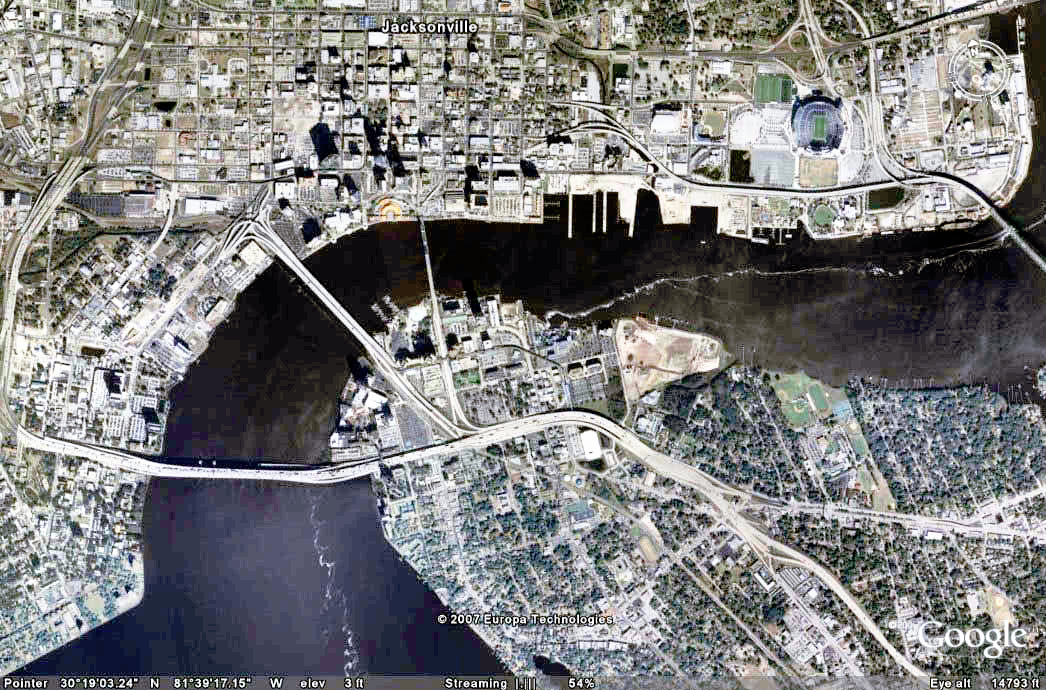 Jacksonville
© 2007 Europa Technologies
Google
Pointer 30°19'03.24" N 81°39'17.15" W elev 3 ft Streaming |||||| 54% Eye alt 14793 ft